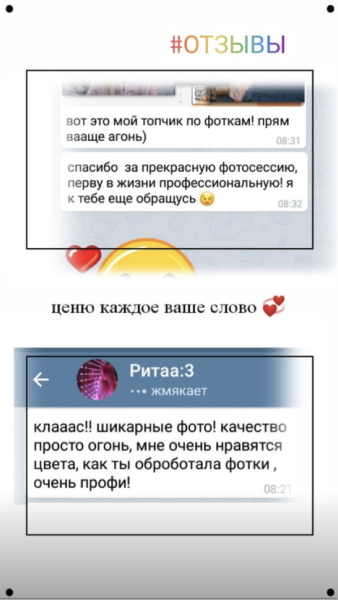 #ОТЗЫВЫ
вот это мой топчик по фоткам! прям
вааще агонь)
08:31
спасибо за прекрасную фотосессию,
перву в жизни профессиональную! я
к тебе еще обращусь 😉
08:32
ценю каждое ваше слово 💞
Ритаа:3
жмякает
клааас!! шикарные фото! качество
просто огонь, мне очень нравятся
цвета, как ты оброботала фотки ,
очень профи!
08:21